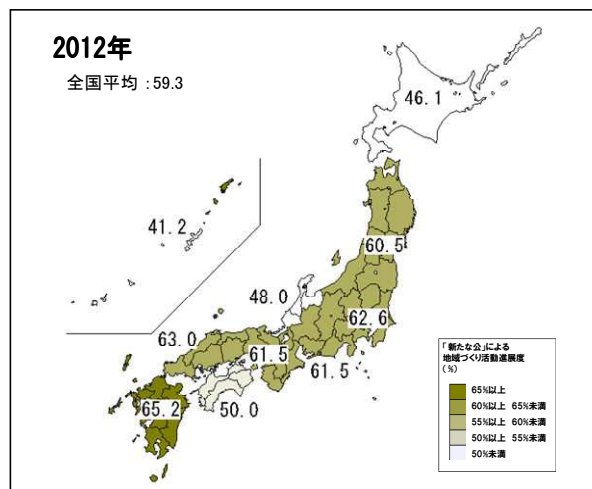 2012年
全国平均 :59.3
46.1
41.2
60.5
48.0
62.6
63.0
61.5
61.5
65.2
50.0
「新たな公」による
地域づくり活動進展度
(%)
65%以上
60%以上 65%未満
55%以上 60%未満
50%以上 55%未満
50%未満